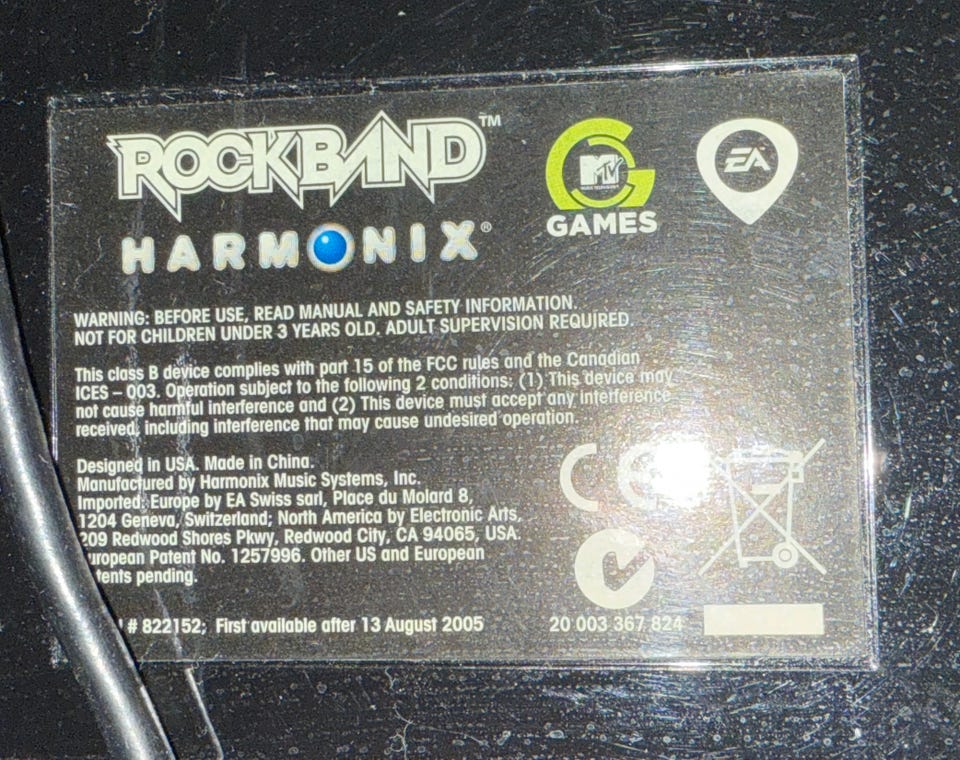 ROCKBAND™
HARMONIX®
MTV
MUSIC TELEVISION
GAMES
EA
WARNING: BEFORE USE, READ MANUAL AND SAFETY INFORMATION.
NOT FOR CHILDREN UNDER 3 YEARS OLD. ADULT SUPERVISION REQUIRED.
This class B device complies with part 15 of the FCC rules and the Canadian
ICES – 003. Operation subject to the following 2 conditions: (1) This device may
not cause harmful interference and (2) This device must accept any interference
received, including interference that may cause undesired operation.
Designed in USA. Made in China.
Manufactured by Harmonix Music Systems, Inc.
Imported: Europe by EA Swiss sarl, Place du Molard 8,
1204 Geneva, Switzerland; North America by Electronic Arts,
209 Redwood Shores Pkwy, Redwood City, CA 94065, USA.
European Patent No. 1257996. Other US and European
pending.
CE
# 822152; First available after 13 August 2005
20 003 367 824